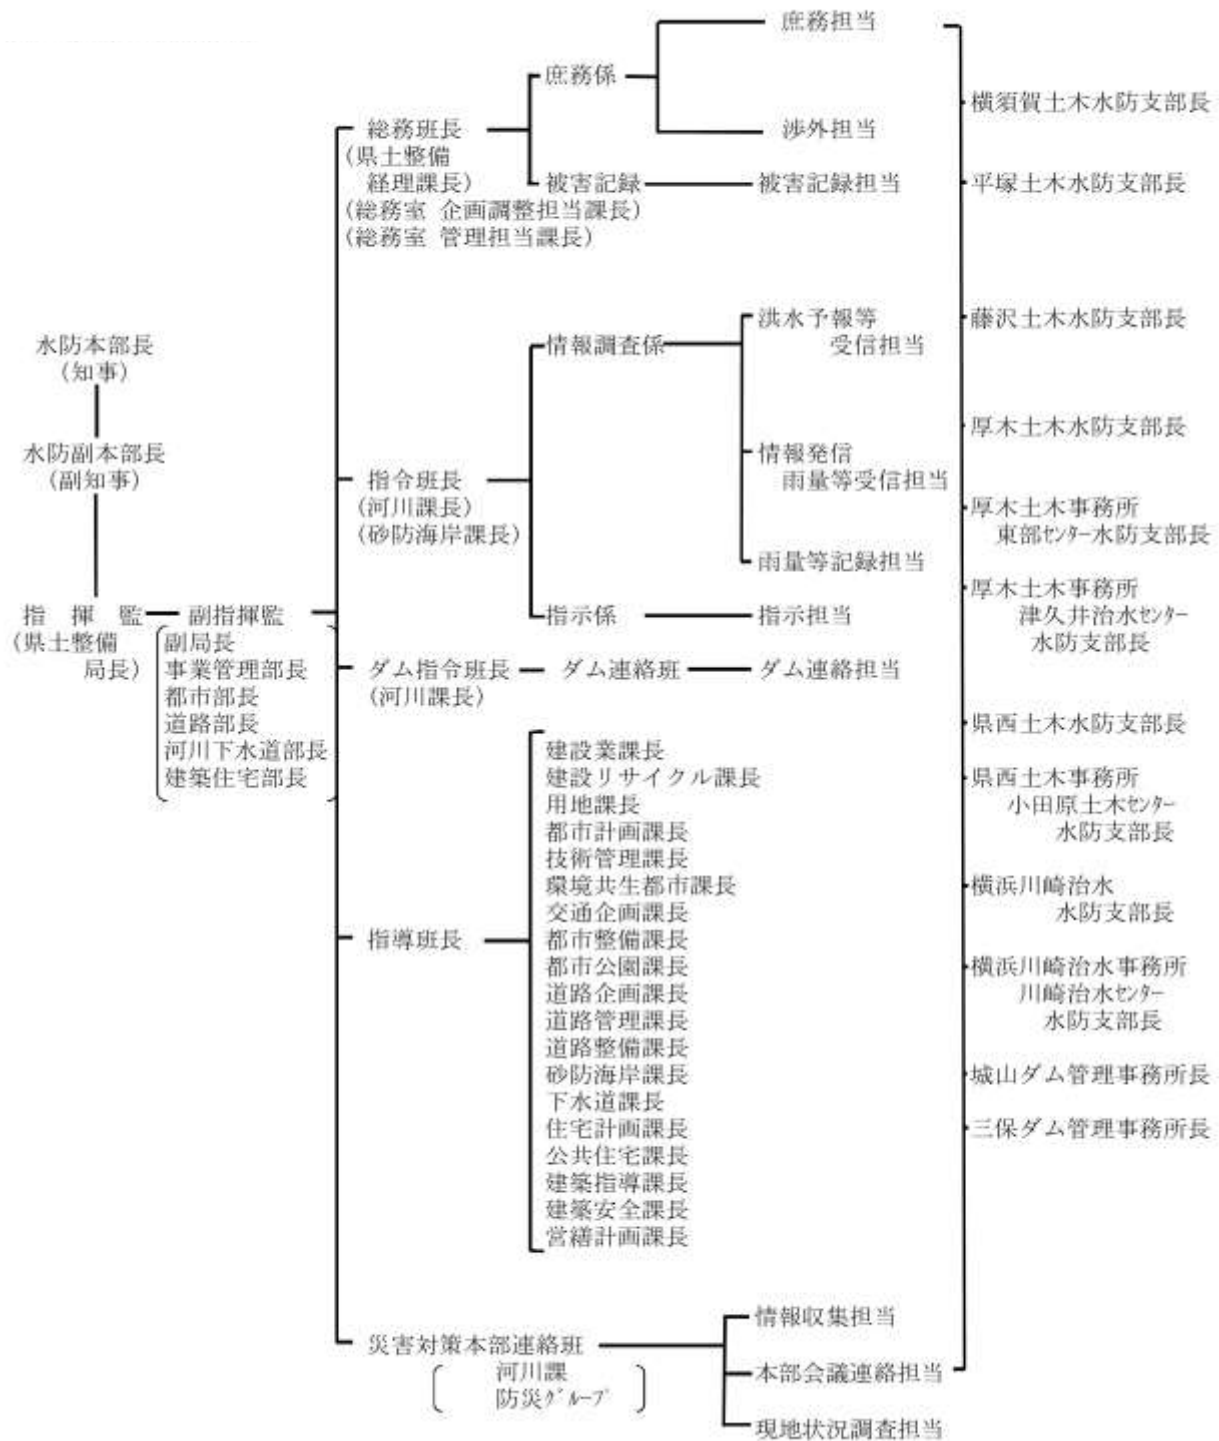 水防本部長
(知事)
水防副本部長
(副知事)
指 揮 監
(県土整備
局長)
副指揮監
副局長
事業管理部長
都市部長
道路部長
河川下水道部長
建築住宅部長
総務班長
(県土整備
経理課長)
(総務室 企画調整担当課長)
(総務室 管理担当課長)
庶務係
庶務担当
渉外担当
被害記録
被害記録担当
指令班長
(河川課長)
(砂防海岸課長)
情報調査係
洪水予報等
受信担当
情報発信
雨量等受信担当
雨量等記録担当
指示係
指示担当
ダム指令班長
(河川課長)
ダム連絡班
ダム連絡担当
指導班長
建設業課長
建設リサイクル課長
用地課長
都市計画課長
技術管理課長
環境共生都市課長
交通企画課長
都市整備課長
都市公園課長
道路企画課長
道路管理課長
道路整備課長
砂防海岸課長
下水道課長
住宅計画課長
公共住宅課長
建築指導課長
建築安全課長
営繕計画課長
災害対策本部連絡班
河川課
防災ｸﾞﾙｰﾌﾟ
情報収集担当
本部会議連絡担当
現地状況調査担当
横須賀土木水防支部長
平塚土木水防支部長
藤沢土木水防支部長
厚木土木水防支部長
厚木土木事務所
東部ｾﾝﾀｰ水防支部長
厚木土木事務所
津久井治水ｾﾝﾀｰ
水防支部長
県西土木水防支部長
県西土木事務所
小田原土木ｾﾝﾀｰ
水防支部長
横浜川崎治水
水防支部長
横浜川崎治水事務所
川崎治水ｾﾝﾀｰ
水防支部長
城山ダム管理事務所長
三保ダム管理事務所長